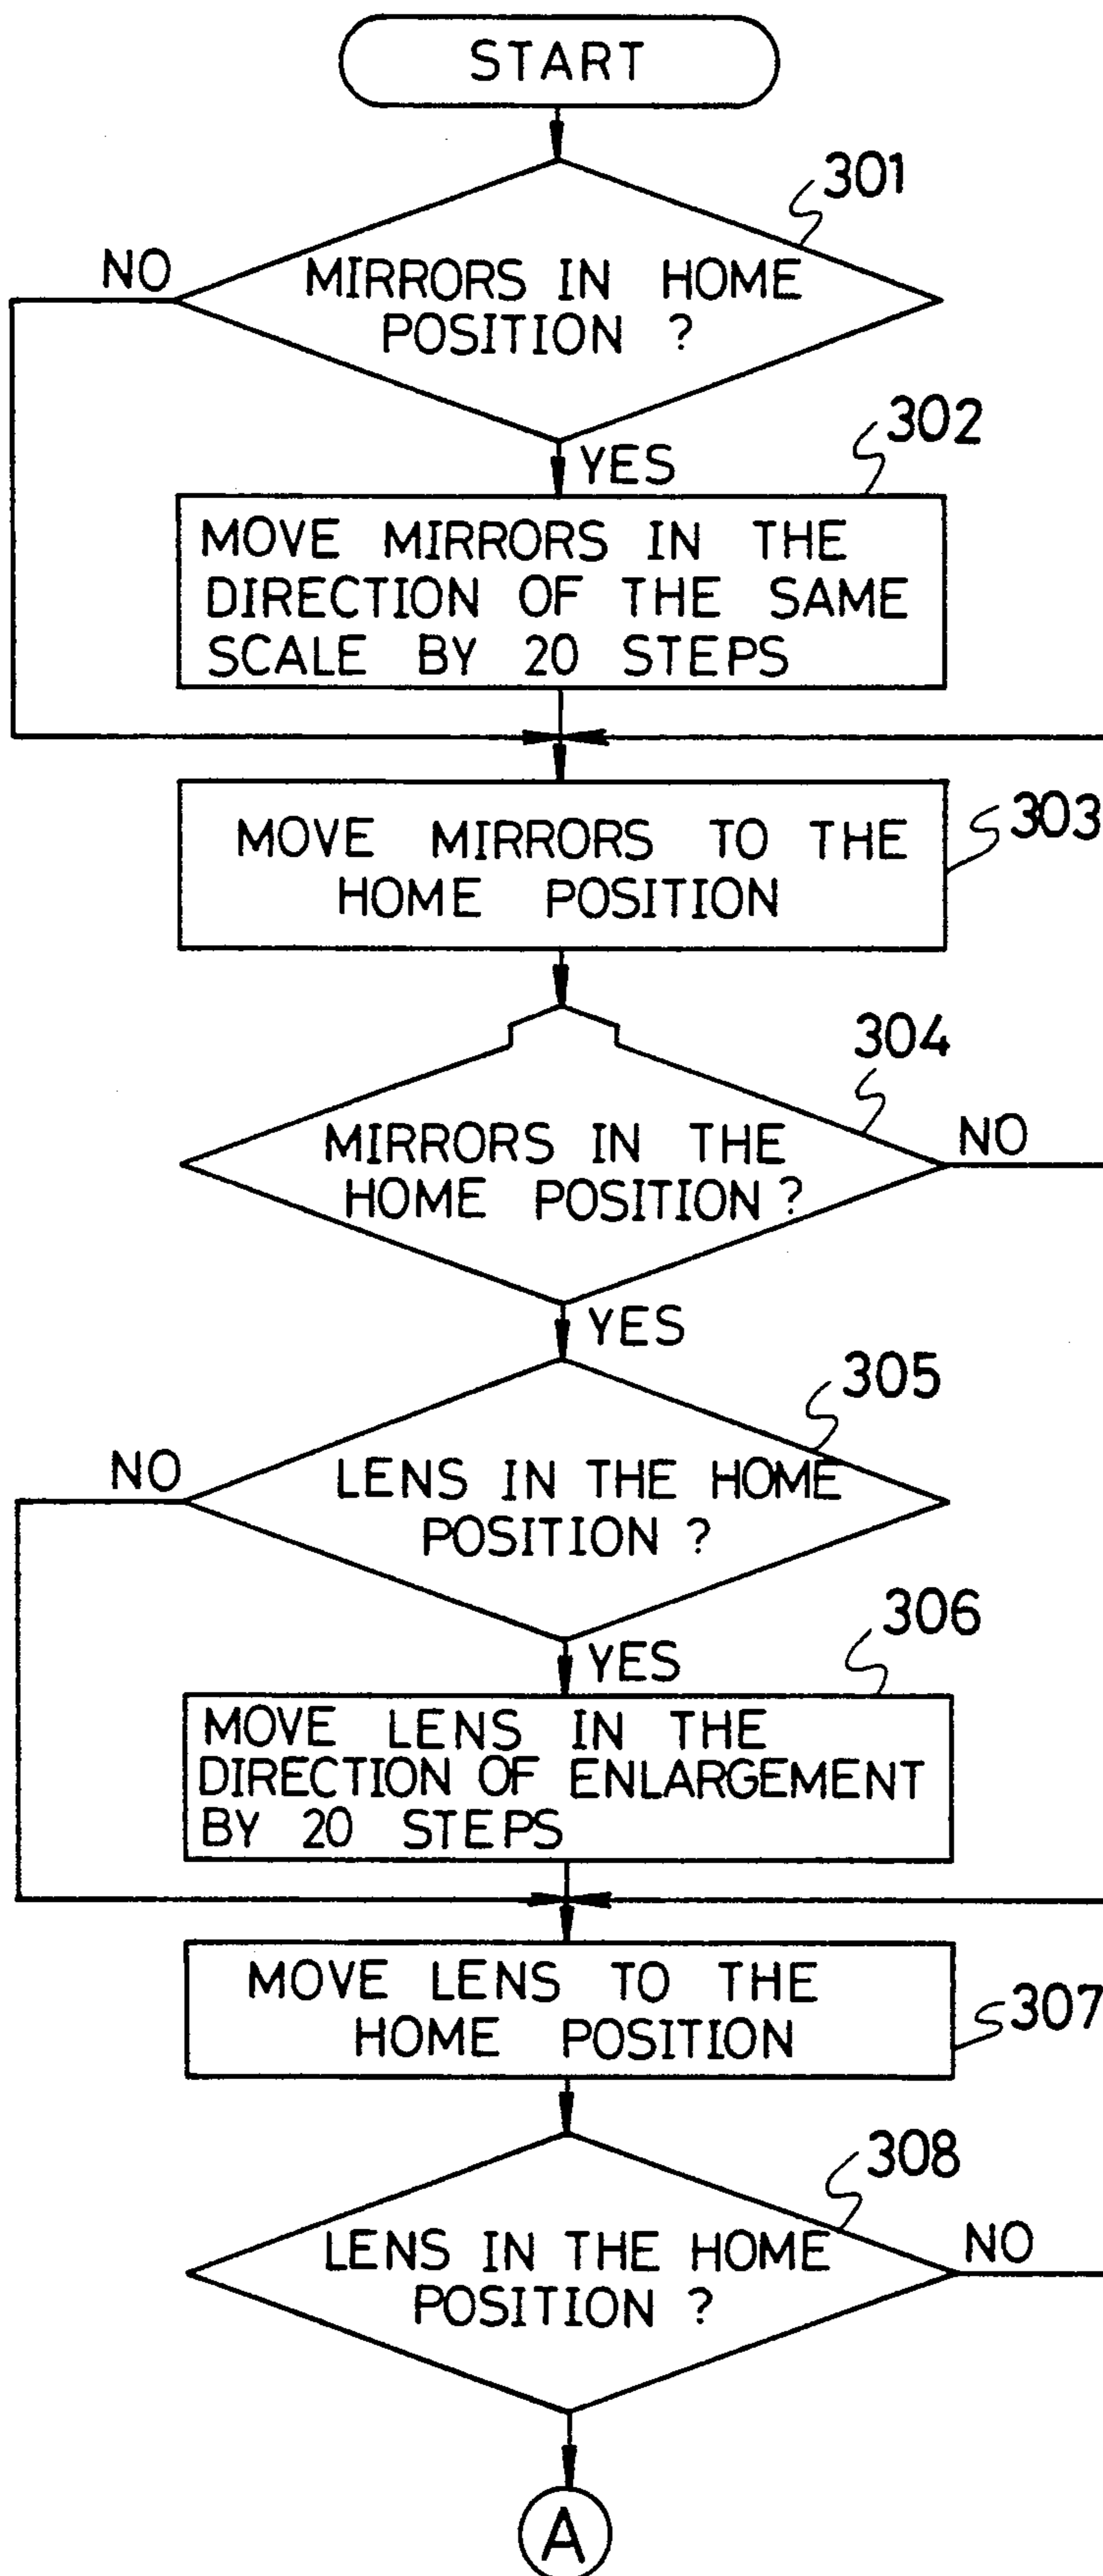 START
301
NO
MIRRORS IN HOME
POSITION ?
302
YES
MOVE MIRRORS IN THE
DIRECTION OF THE SAME
SCALE BY 20 STEPS
303
MOVE MIRRORS TO THE
HOME POSITION
304
NO
MIRRORS IN THE
HOME POSITION ?
YES
305
NO
LENS IN THE HOME
POSITION ?
306
YES
MOVE LENS IN THE
DIRECTION OF ENLARGEMENT
BY 20 STEPS
MOVE LENS TO THE
HOME POSITION
307
308
NO
LENS IN THE HOME
POSITION ?
A